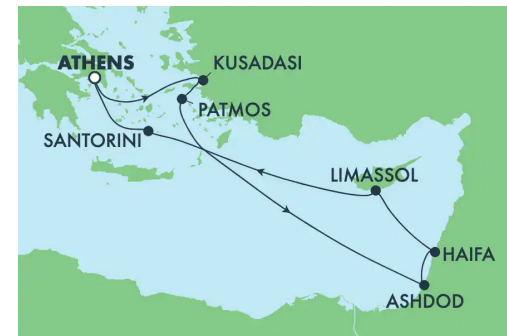 ATHENS
KUSADASI
PATMOS
SANTORINI
LIMASSOL
HAIFA
ASHDOD